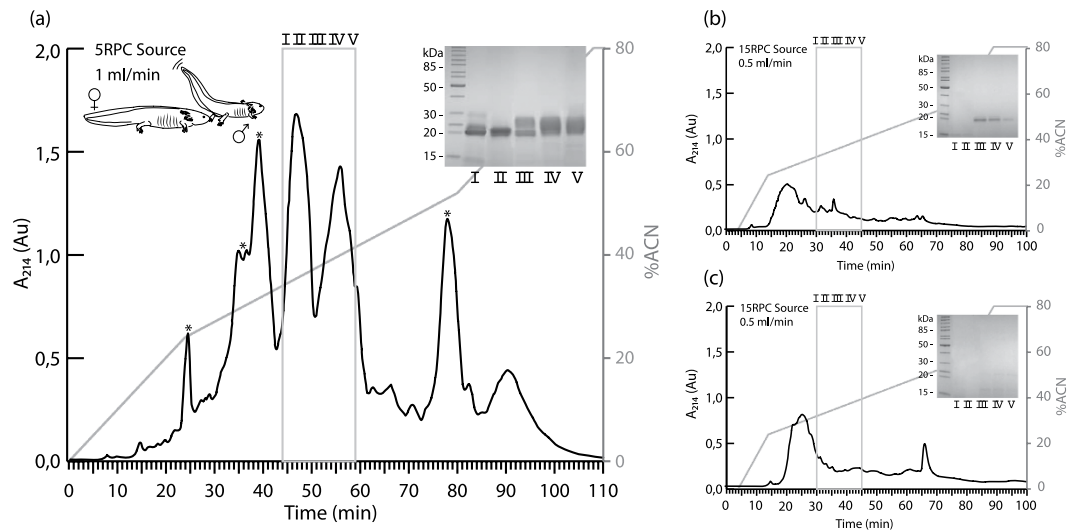 (a)
I II III IV V
2,0
1,5
1,0
0,5
0,0
A214 (Au)
5RPC Source
1 ml/min
♀
♂
*
*
*
*
kDa
85
50
30
20
15
I II III IV V
80
60
40
20
0
%ACN
0 10 20 30 40 50 60 70 80 90 100 110
Time (min)
(b)
I II III IV V
2,0
1,5
1,0
0,5
0,0
A214 (Au)
15RPC Source
0.5 ml/min
kDa
85
50
30
20
15
I II III IV V
80
60
40
20
0
%ACN
0 10 20 30 40 50 60 70 80 90 100
Time (min)
(c)
I II III IV V
2,0
1,5
1,0
0,5
0,0
A214 (Au)
15RPC Source
0.5 ml/min
kDa
85
50
30
20
15
I II III IV V
80
60
40
20
0
%ACN
0 10 20 30 40 50 60 70 80 90 100
Time (min)